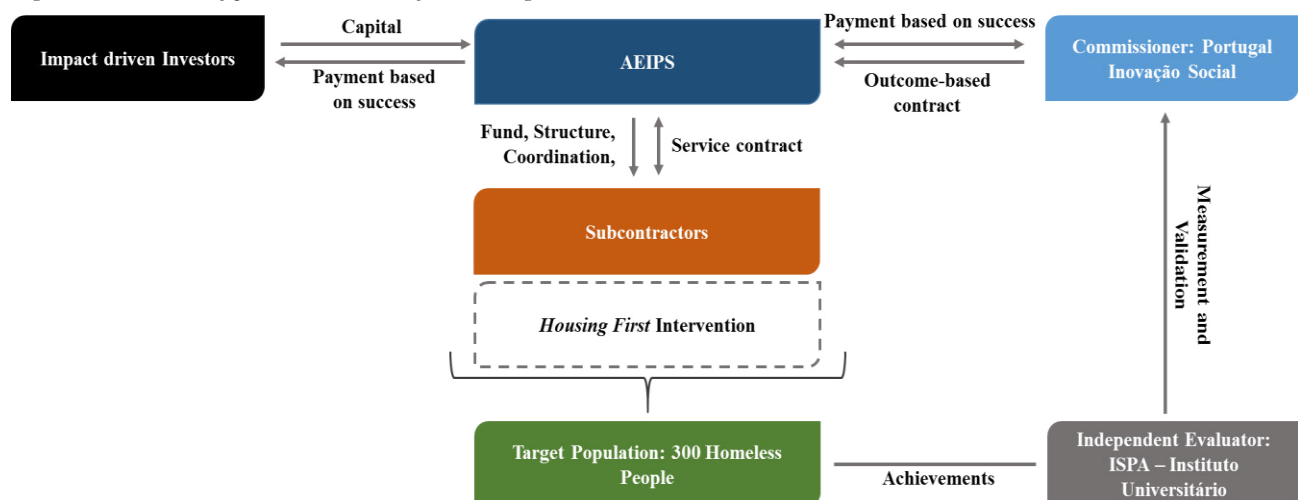 Impact driven Investors
Capital
Payment based
on success
AEIPS
Payment based on success
Outcome-based
contract
Commissioner: Portugal
Inovação Social
Fund, Structure,
Coordination,
Service contract
Subcontractors
Housing First Intervention
Measurement and
Validation
Target Population: 300 Homeless
People
Achievements
Independent Evaluator:
ISPA – Instituto
Universitário